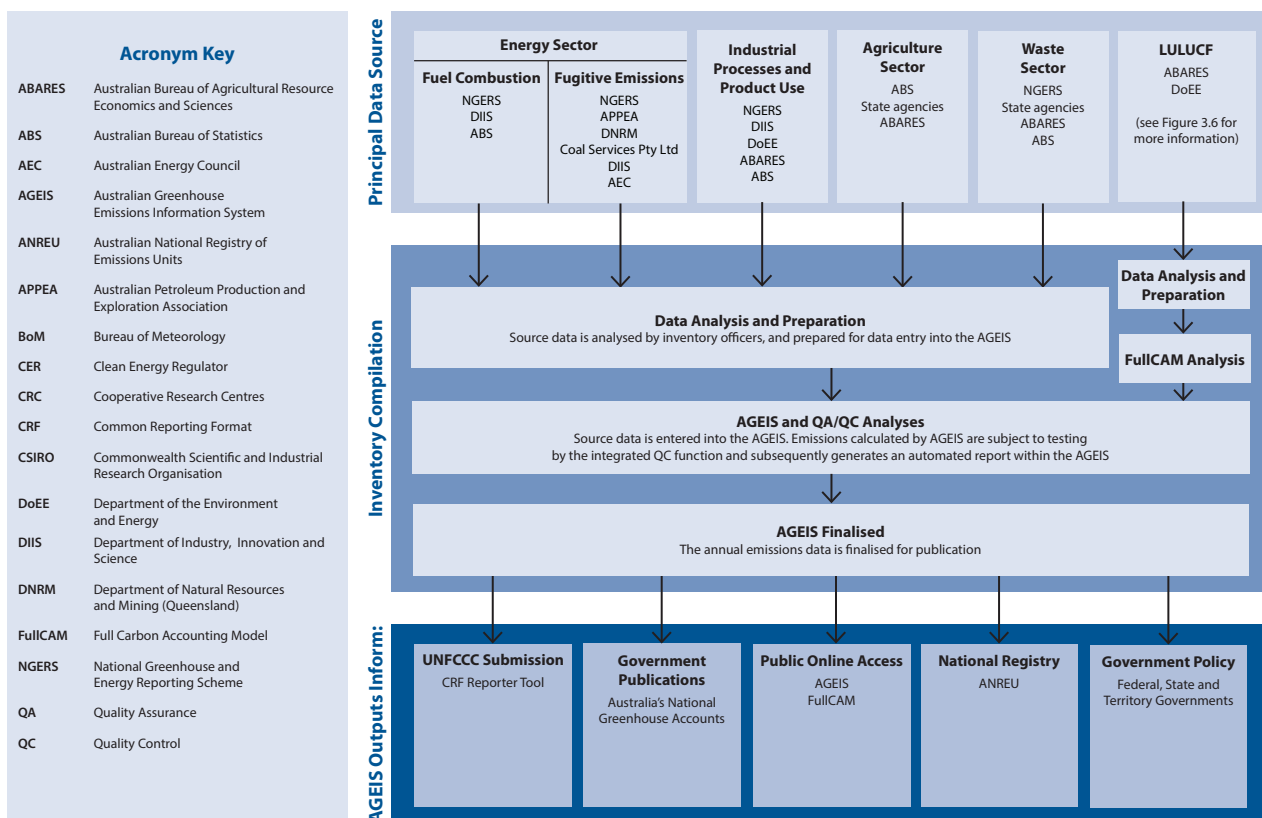 Acronym Key
ABARES Australian Bureau of Agricultural Resource
Economics and Sciences
ABS Australian Bureau of Statistics
AEC Australian Energy Council
AGEIS Australian Greenhouse
Emissions Information System
ANREU Australian National Registry of
Emissions Units
APPEA Australian Petroleum Production and
Exploration Association
BoM Bureau of Meteorology
CER Clean Energy Regulator
CRC Cooperative Research Centres
CRF Common Reporting Format
CSIRO Commonwealth Scientific and Industrial
Research Organisation
DoEE Department of the Environment
and Energy
DIIS Department of Industry, Innovation and
Science
DNRM Department of Natural Resources
and Mining (Queensland)
FullCAM Full Carbon Accounting Model
NGERS National Greenhouse and
Energy Reporting Scheme
QA Quality Assurance
QC Quality Control
Principal Data Source
Energy Sector
Fuel Combustion
NGERS
DIIS
ABS
Fugitive Emissions
NGERS
APPEA
DNRM
Coal Services Pty Ltd
DIIS
AEC
Industrial
Processes and
Product Use
NGERS
DIIS
DoEE
ABARES
ABS
Agriculture
Sector
ABS
State agencies
ABARES
Waste
Sector
NGERS
State agencies
ABARES
ABS
LULUCF
ABARES
DoEE
(see Figure 3.6 for
more information)
Inventory Compilation
Data Analysis and Preparation
Source data is analysed by inventory officers, and prepared for data entry into the AGEIS
Data Analysis and
Preparation
FullCAM Analysis
AGEIS and QA/QC Analyses
Source data is entered into the AGEIS. Emissions calculated by AGEIS are subject to testing
by the integrated QC function and subsequently generates an automated report within the AGEIS
AGEIS Finalised
The annual emissions data is finalised for publication
AGEIS Outputs Inform:
UNFCCC Submission
CRF Reporter Tool
Government
Publications
Australia's National
Greenhouse Accounts
Public Online Access
AGEIS
FullCAM
National Registry
ANREU
Government Policy
Federal, State and
Territory Governments